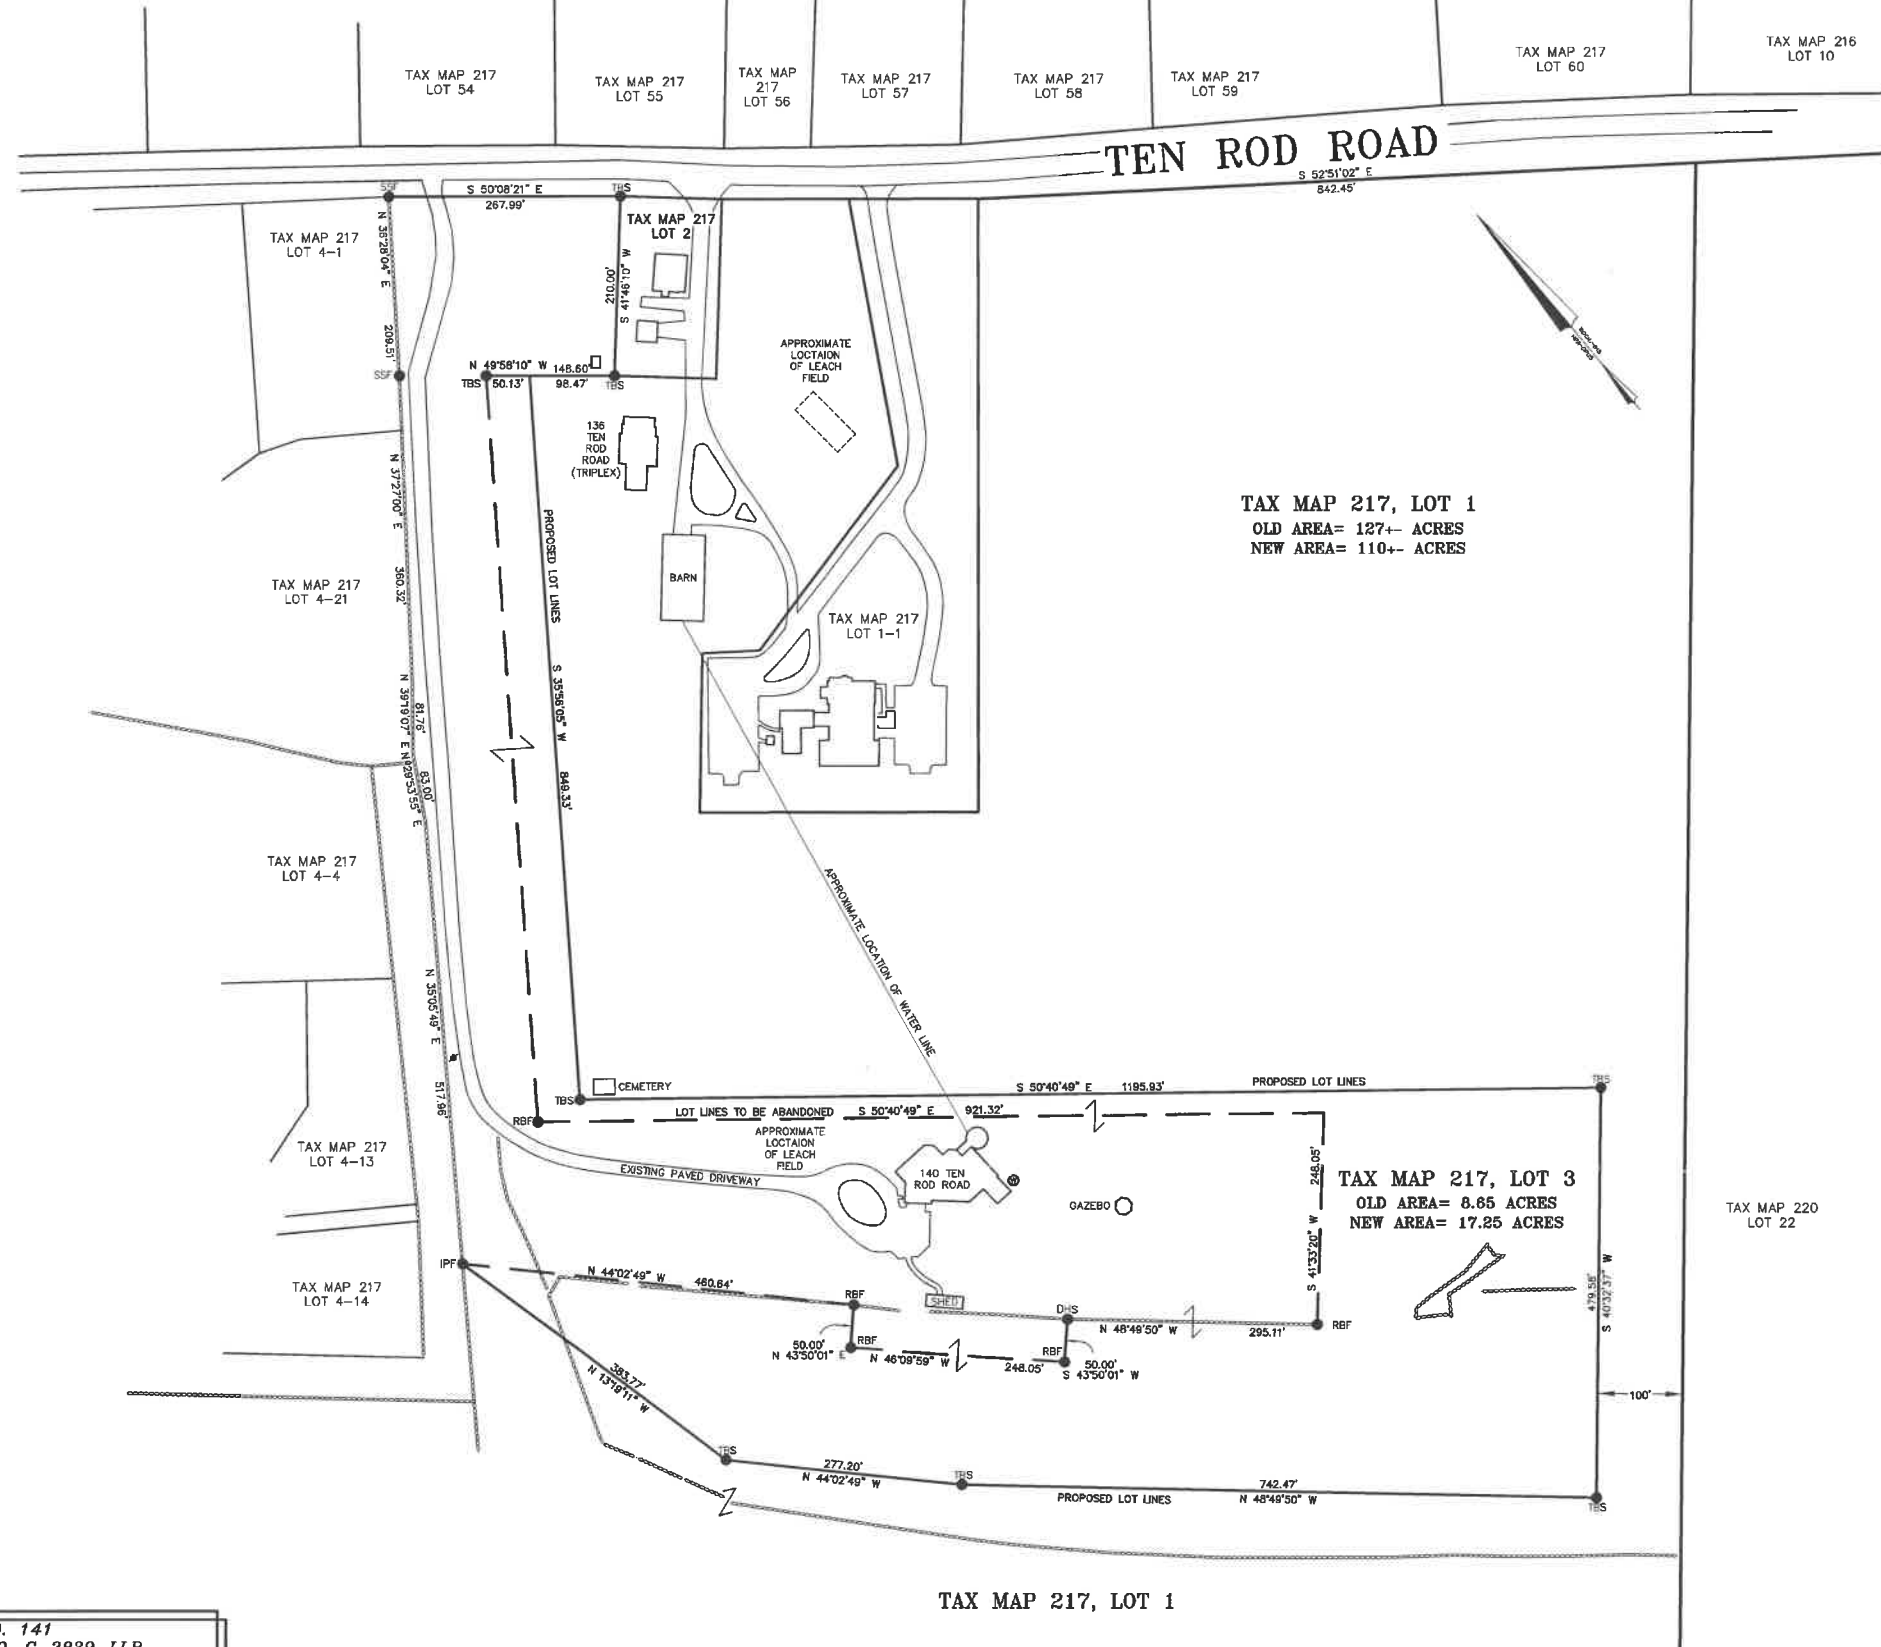 TAX MAP 217
LOT 54
TAX MAP 217
LOT 55
TAX MAP
217
LOT 56
TAX MAP 217
LOT 57
TAX MAP 217
LOT 58
TAX MAP 217
LOT 59
TAX MAP 217
LOT 60
TAX MAP 216
LOT 10
TEN ROD ROAD
S 52°51'02" E
842.45'
SSF
S 50°08'21" E
267.99'
TBS
TAX MAP 217
LOT 2
TAX MAP 217
LOT 4-1
N 36°28'04" E
209.51'
210.00'
S 41°46'10" W
SSF
N 49°58'10" W
148.60'
TBS
50.13'
98.47'
TBS
APPROXIMATE
LOCTAION
OF LEACH
FIELD
136
TEN
ROD
ROAD
(TRIPLEX)
TAX MAP 217, LOT 1
OLD AREA= 127+- ACRES
NEW AREA= 110+- ACRES
N 37°27'00" E
360.32'
PROPOSED LOT LINES
S 35°56'05" W
849.33'
BARN
TAX MAP 217
LOT 4-21
TAX MAP 217
LOT 1-1
N 39°19'07" E
81.76'
N 29°53'55" E
83.00'
TAX MAP 217
LOT 4-4
APPROXIMATE LOCATION OF WATER LINE
N 35°05'49" E
517.96'
CEMETERY
TBS
S 50°40'49" E
1195.93'
PROPOSED LOT LINES
TBS
RBF
LOT LINES TO BE ABANDONED
S 50°40'49" E
921.32'
APPROXIMATE
LOCTAION
OF LEACH
FIELD
EXISTING PAVED DRIVEWAY
140 TEN
ROD ROAD
W
GAZEBO
248.05'
S 41°33'20" W
TAX MAP 217, LOT 3
OLD AREA= 8.65 ACRES
NEW AREA= 17.25 ACRES
TAX MAP 220
LOT 22
TAX MAP 217
LOT 4-13
TAX MAP 217
LOT 4-14
IPF
N 44°02'49" W
460.64'
RBF
SHED
DHS
N 48°49'50" W
295.11'
RBF
50.00'
N 43°50'01" E
RBF
N 46°09'59" W
248.05'
RBF
50.00'
S 43°50'01" W
479.58'
S 40°32'37" W
100'
383.77'
N 13°19'11" W
TBS
277.20'
N 44°02'49" W
TBS
PROPOSED LOT LINES
742.47'
N 48°49'50" W
TBS
TAX MAP 217, LOT 1
141